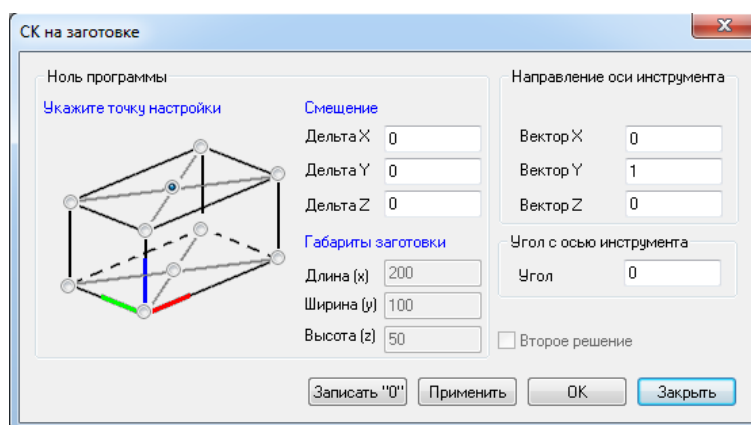 СК на заготовке
Ноль программы
Укажите точку настройки
Смещение
Дельта X 0
Дельта Y 0
Дельта Z 0
Габариты заготовки
Длина (x) 200
Ширина (y) 100
Высота (z) 50
Направление оси инструмента
Вектор X 0
Вектор Y 1
Вектор Z 0
Угол с осью инструмента
Угол 0
Второе решение
Записать "0" Применить OK Закрыть